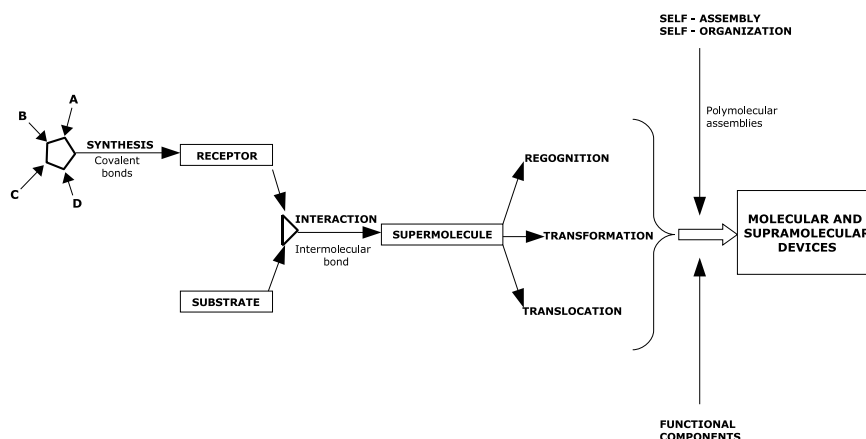 SELF - ASSEMBLY
SELF - ORGANIZATION
A
B
Polymolecular
assemblies
SYNTHESIS
Covalent
bonds
RECEPTOR
REGOGNITION
C
D
INTERACTION
Intermolecular
bond
SUPERMOLECULE
TRANSFORMATION
MOLECULAR AND
SUPRAMOLECULAR
DEVICES
SUBSTRATE
TRANSLOCATION
FUNCTIONAL
COMPONENTS